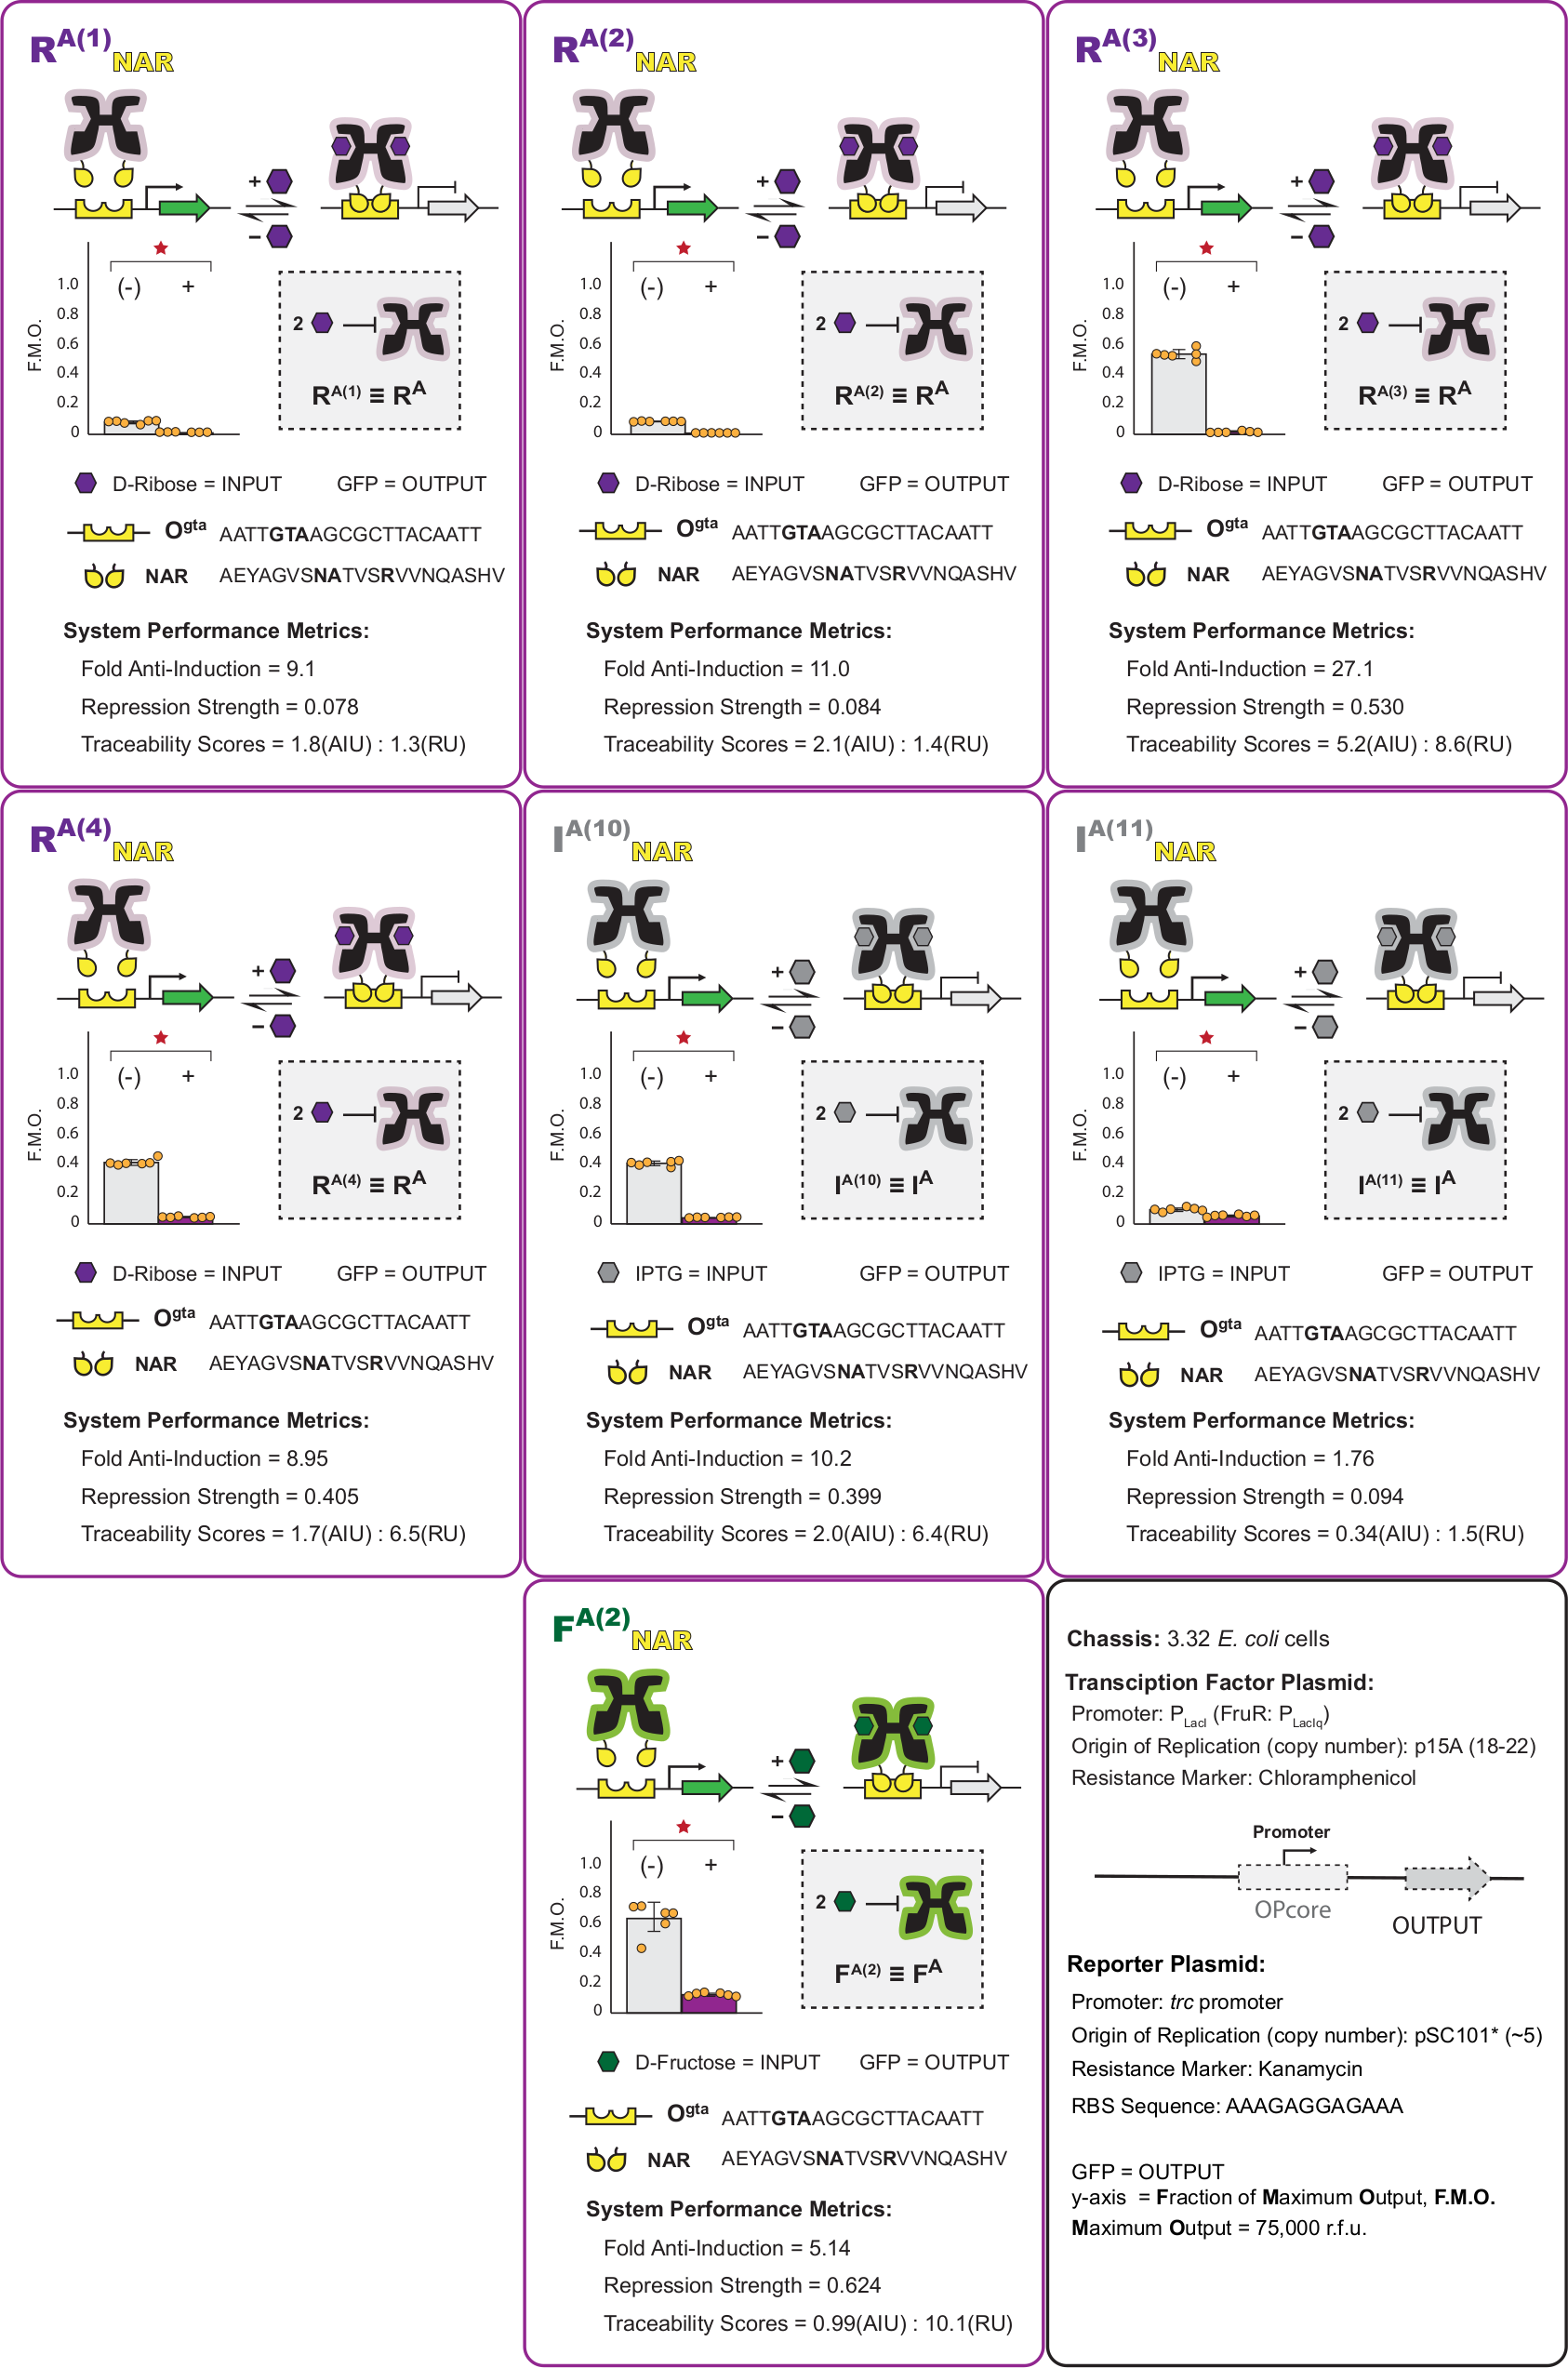 R^A(1) NAR
+
−
(-) +
1.0
0.8
0.6
0.4
0.2
0
F.M.O.
2
R^A(1) ≡ R^A
D-Ribose = INPUT GFP = OUTPUT
O^gta AATTGTAAGCGCTTACAATT
NAR AEYAGVSNATVSRVVNQASHV
System Performance Metrics:
Fold Anti-Induction = 9.1
Repression Strength = 0.078
Traceability Scores = 1.8(AIU) : 1.3(RU)
R^A(2) NAR
+
−
(-) +
1.0
0.8
0.6
0.4
0.2
0
F.M.O.
2
R^A(2) ≡ R^A
D-Ribose = INPUT GFP = OUTPUT
O^gta AATTGTAAGCGCTTACAATT
NAR AEYAGVSNATVSRVVNQASHV
System Performance Metrics:
Fold Anti-Induction = 11.0
Repression Strength = 0.084
Traceability Scores = 2.1(AIU) : 1.4(RU)
R^A(3) NAR
+
−
(-) +
1.0
0.8
0.6
0.4
0.2
0
F.M.O.
2
R^A(3) ≡ R^A
D-Ribose = INPUT GFP = OUTPUT
O^gta AATTGTAAGCGCTTACAATT
NAR AEYAGVSNATVSRVVNQASHV
System Performance Metrics:
Fold Anti-Induction = 27.1
Repression Strength = 0.530
Traceability Scores = 5.2(AIU) : 8.6(RU)
R^A(4) NAR
+
−
(-) +
1.0
0.8
0.6
0.4
0.2
0
F.M.O.
2
R^A(4) ≡ R^A
D-Ribose = INPUT GFP = OUTPUT
O^gta AATTGTAAGCGCTTACAATT
NAR AEYAGVSNATVSRVVNQASHV
System Performance Metrics:
Fold Anti-Induction = 8.95
Repression Strength = 0.405
Traceability Scores = 1.7(AIU) : 6.5(RU)
I^A(10) NAR
+
−
(-) +
1.0
0.8
0.6
0.4
0.2
0
F.M.O.
2
I^A(10) ≡ I^A
IPTG = INPUT GFP = OUTPUT
O^gta AATTGTAAGCGCTTACAATT
NAR AEYAGVSNATVSRVVNQASHV
System Performance Metrics:
Fold Anti-Induction = 10.2
Repression Strength = 0.399
Traceability Scores = 2.0(AIU) : 6.4(RU)
I^A(11) NAR
+
−
(-) +
1.0
0.8
0.6
0.4
0.2
0
F.M.O.
2
I^A(11) ≡ I^A
IPTG = INPUT GFP = OUTPUT
O^gta AATTGTAAGCGCTTACAATT
NAR AEYAGVSNATVSRVVNQASHV
System Performance Metrics:
Fold Anti-Induction = 1.76
Repression Strength = 0.094
Traceability Scores = 0.34(AIU) : 1.5(RU)
F^A(2) NAR
+
−
(-) +
1.0
0.8
0.6
0.4
0.2
0
F.M.O.
2
F^A(2) ≡ F^A
D-Fructose = INPUT GFP = OUTPUT
O^gta AATTGTAAGCGCTTACAATT
NAR AEYAGVSNATVSRVVNQASHV
System Performance Metrics:
Fold Anti-Induction = 5.14
Repression Strength = 0.624
Traceability Scores = 0.99(AIU) : 10.1(RU)
Chassis: 3.32 E. coli cells
Transciption Factor Plasmid:
Promoter: P_LacI (FruR: P_LacIq)
Origin of Replication (copy number): p15A (18-22)
Resistance Marker: Chloramphenicol
Promoter
OPcore
OUTPUT
Reporter Plasmid:
Promoter: trc promoter
Origin of Replication (copy number): pSC101* (~5)
Resistance Marker: Kanamycin
RBS Sequence: AAAGAGGAGAAA
GFP = OUTPUT
y-axis = Fraction of Maximum Output, F.M.O.
Maximum Output = 75,000 r.f.u.